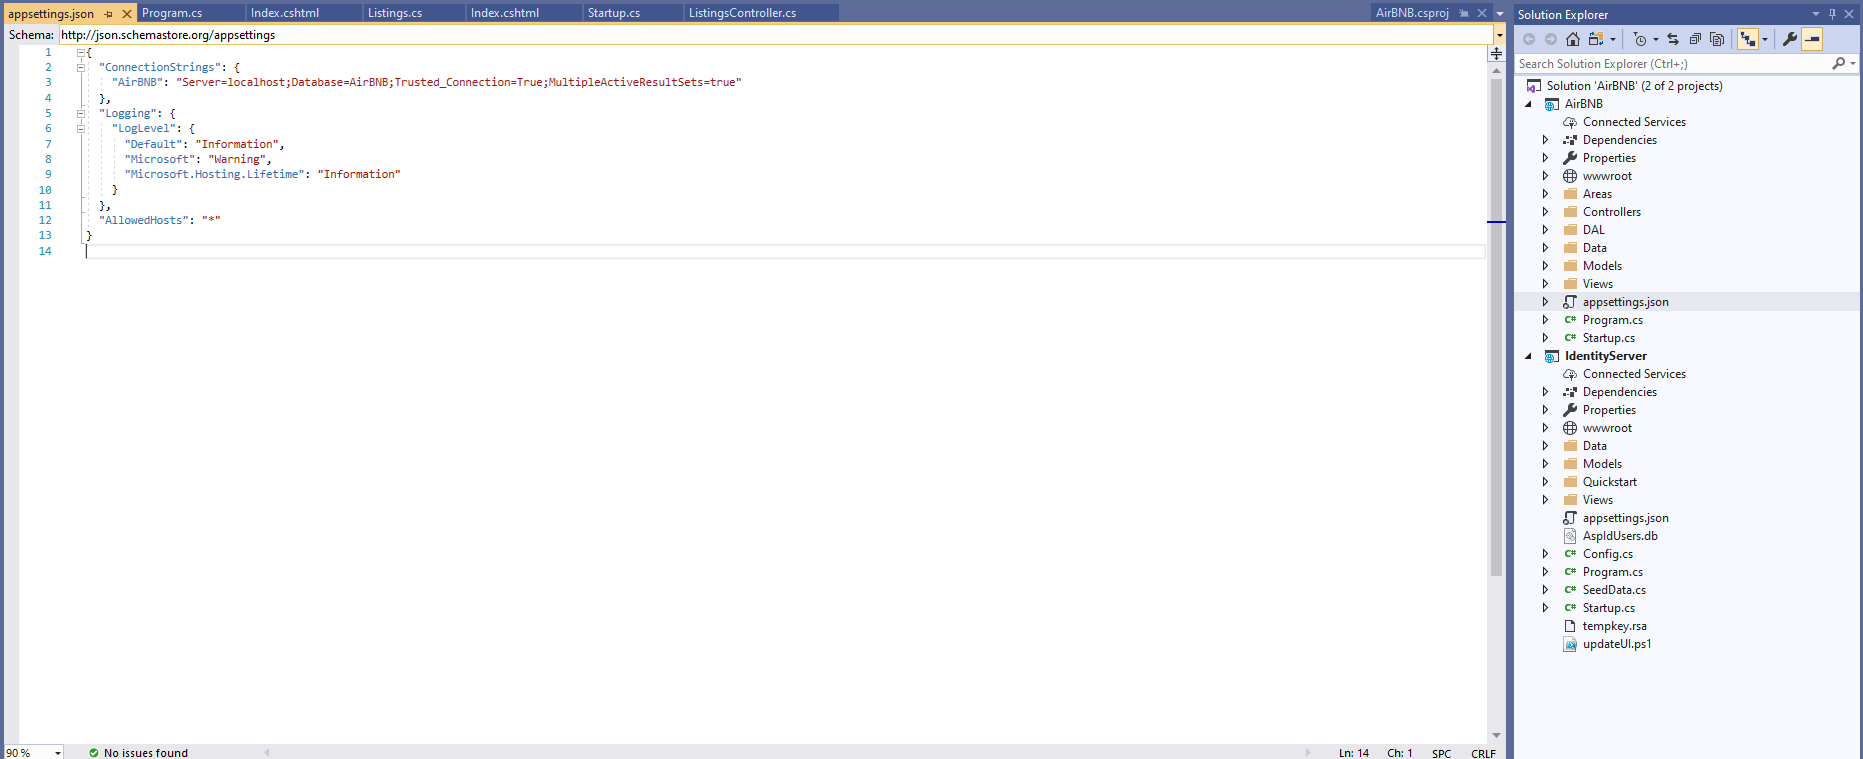 appsettings.json
Program.cs
Index.cshtml
Listings.cs
Index.cshtml
Startup.cs
ListingsController.cs
AirBNB.csproj
Schema: http://json.schemastore.org/appsettings
1 {
2 "ConnectionStrings": {
3 "AirBNB": "Server=localhost;Database=AirBNB;Trusted_Connection=True;MultipleActiveResultSets=true"
4 },
5 "Logging": {
6 "LogLevel": {
7 "Default": "Information",
8 "Microsoft": "Warning",
9 "Microsoft.Hosting.Lifetime": "Information"
10 }
11 },
12 "AllowedHosts": "*"
13 }
14
90 %
No issues found
Ln: 14 Ch: 1 SPC CRLF
Solution Explorer
Search Solution Explorer (Ctrl+;)
Solution 'AirBNB' (2 of 2 projects)
AirBNB
Connected Services
Dependencies
Properties
wwwroot
Areas
Controllers
DAL
Data
Models
Views
appsettings.json
C# Program.cs
C# Startup.cs
IdentityServer
Connected Services
Dependencies
Properties
wwwroot
Data
Models
Quickstart
Views
appsettings.json
AspIdUsers.db
C# Config.cs
C# Program.cs
C# SeedData.cs
C# Startup.cs
tempkey.rsa
updateUI.ps1